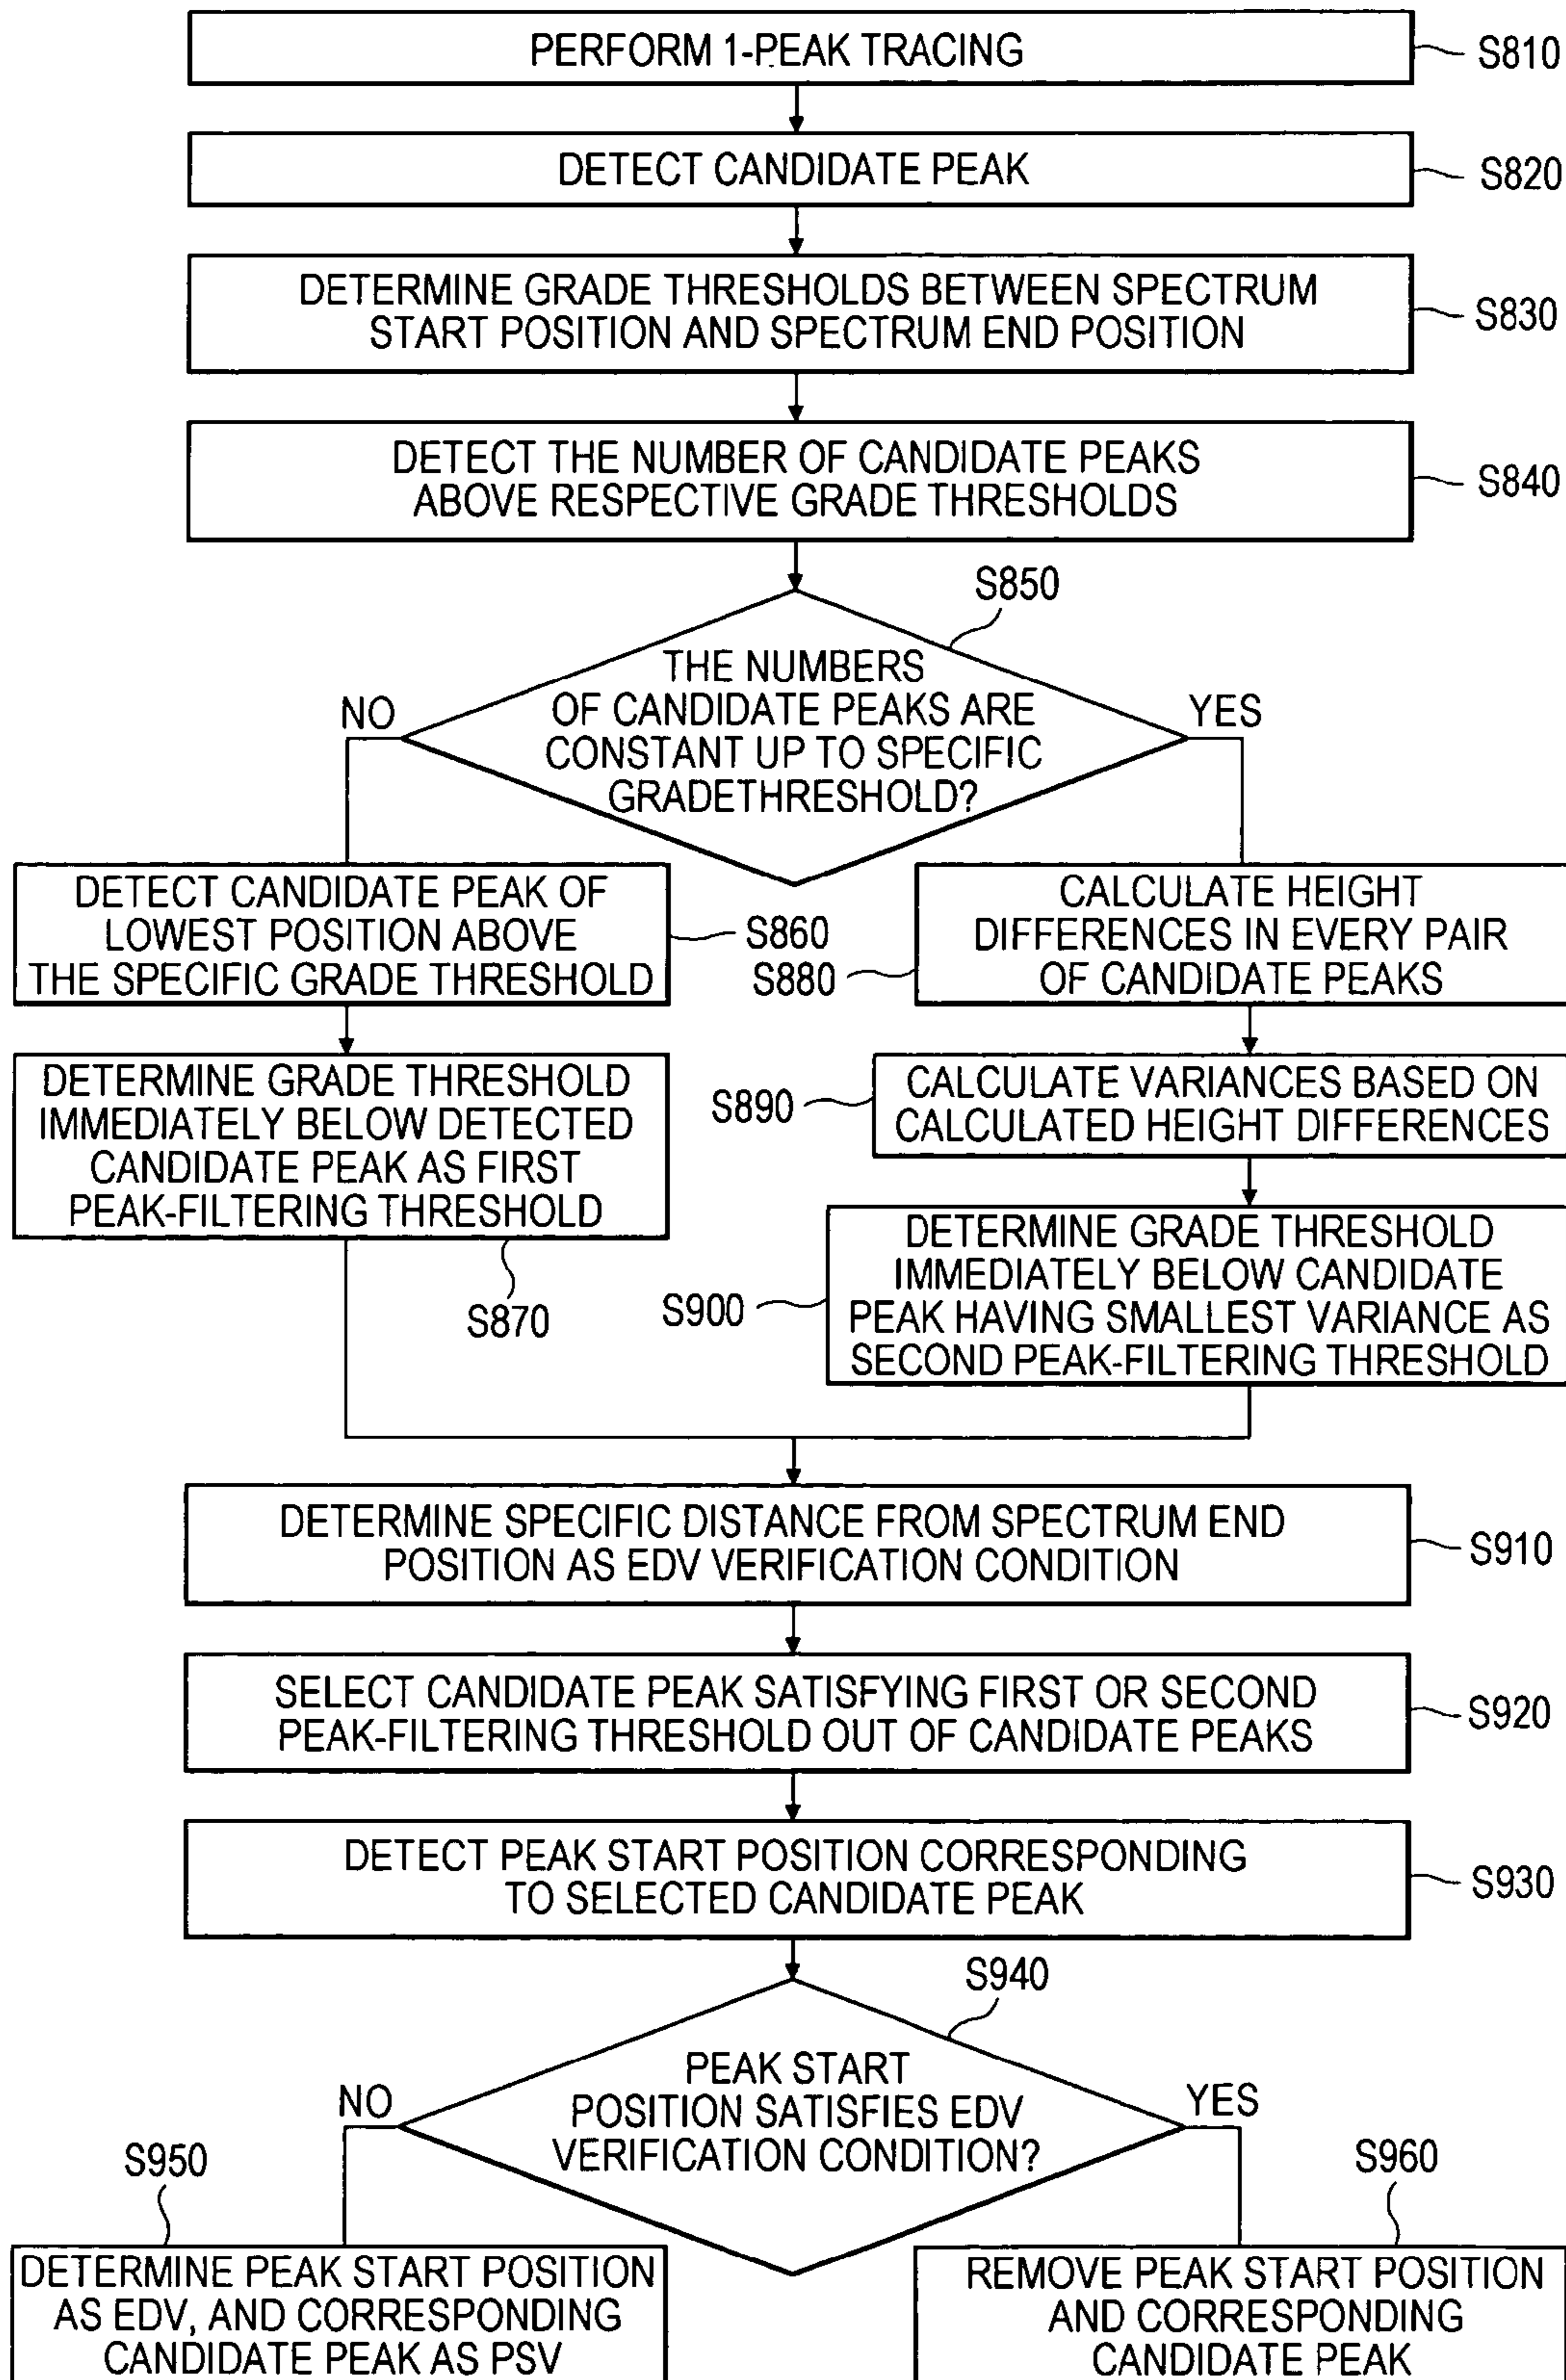 PERFORM 1-PEAK TRACING
S810
DETECT CANDIDATE PEAK
S820
DETERMINE GRADE THRESHOLDS BETWEEN SPECTRUM
START POSITION AND SPECTRUM END POSITION
S830
DETECT THE NUMBER OF CANDIDATE PEAKS
ABOVE RESPECTIVE GRADE THRESHOLDS
S840
S850
THE NUMBERS
OF CANDIDATE PEAKS ARE
CONSTANT UP TO SPECIFIC
GRADETHRESHOLD?
NO
YES
DETECT CANDIDATE PEAK OF
LOWEST POSITION ABOVE
THE SPECIFIC GRADE THRESHOLD
S860
DETERMINE GRADE THRESHOLD
IMMEDIATELY BELOW DETECTED
CANDIDATE PEAK AS FIRST
PEAK-FILTERING THRESHOLD
S870
S880
CALCULATE HEIGHT
DIFFERENCES IN EVERY PAIR
OF CANDIDATE PEAKS
S890
CALCULATE VARIANCES BASED ON
CALCULATED HEIGHT DIFFERENCES
S900
DETERMINE GRADE THRESHOLD
IMMEDIATELY BELOW CANDIDATE
PEAK HAVING SMALLEST VARIANCE AS
SECOND PEAK-FILTERING THRESHOLD
DETERMINE SPECIFIC DISTANCE FROM SPECTRUM END
POSITION AS EDV VERIFICATION CONDITION
S910
SELECT CANDIDATE PEAK SATISFYING FIRST OR SECOND
PEAK-FILTERING THRESHOLD OUT OF CANDIDATE PEAKS
S920
DETECT PEAK START POSITION CORRESPONDING
TO SELECTED CANDIDATE PEAK
S930
S940
PEAK START
POSITION SATISFIES EDV
VERIFICATION CONDITION?
NO
YES
S950
DETERMINE PEAK START POSITION
AS EDV, AND CORRESPONDING
CANDIDATE PEAK AS PSV
S960
REMOVE PEAK START POSITION
AND CORRESPONDING
CANDIDATE PEAK